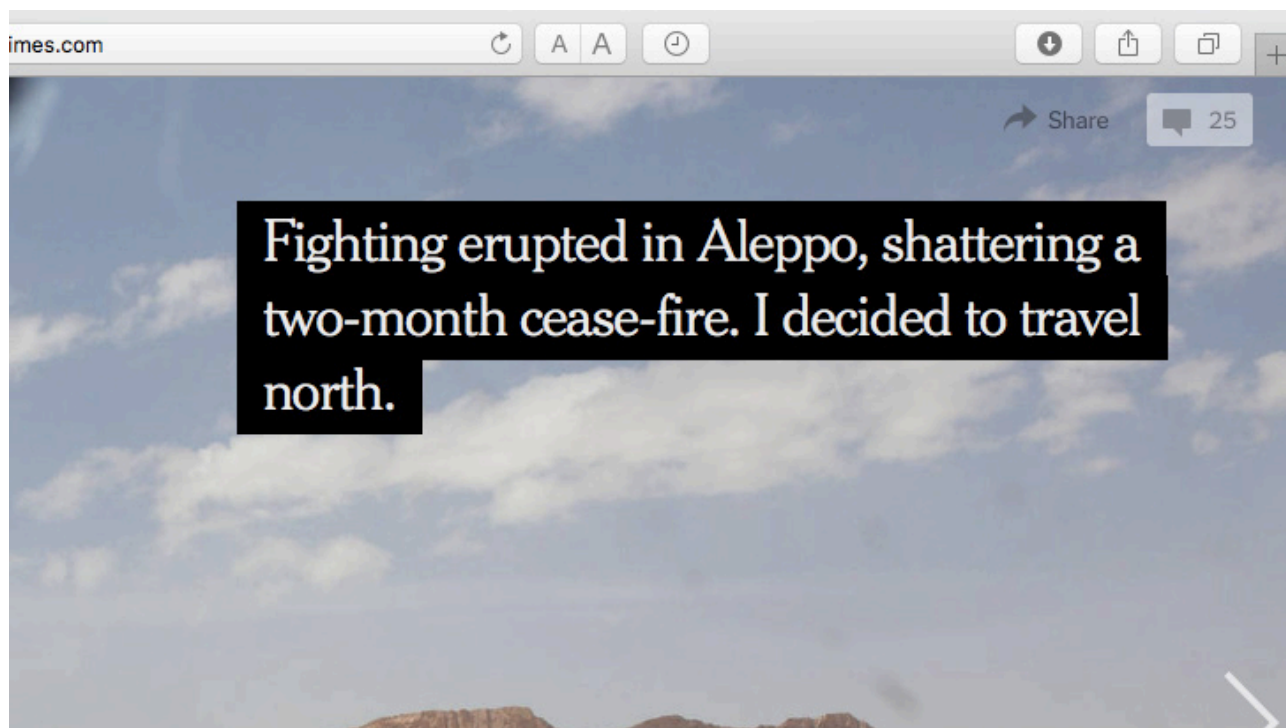 imes.com
A A
Share
25
Fighting erupted in Aleppo, shattering a
two-month cease-fire. I decided to travel
north.